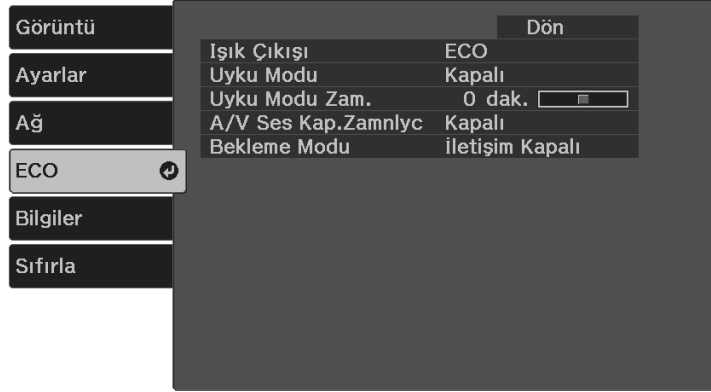 Görüntü
Ayarlar
Ağ
ECO
Bilgiler
Sıfırla
Dön
Işık Çıkışı ECO
Uyku Modu Kapalı
Uyku Modu Zam. 0 dak.
A/V Ses Kap.Zamnlyc Kapalı
Bekleme Modu İletişim Kapalı